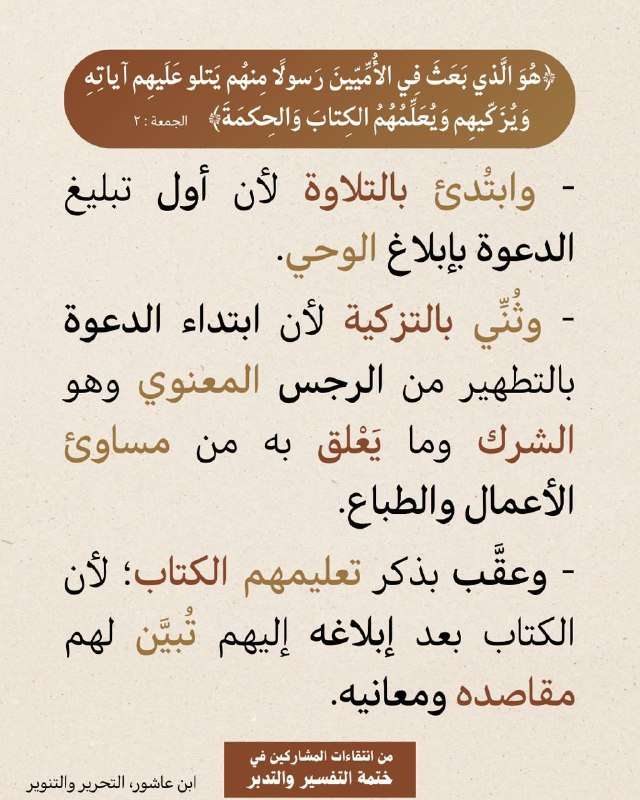 ﴿هُوَ الَّذي بَعَثَ فِي الأُمِّيّينَ رَسولًا مِنهُم يَتلو عَلَيهِم آياتِهِ
وَيُزَكّيهِم وَيُعَلِّمُهُمُ الكِتابَ وَالحِكمَةَ﴾ الجمعة : ٢
- وابتُدئ بالتلاوة لأن أول تبليغ
الدعوة بإبلاغ الوحي.
- وثُنِّي بالتزكية لأن ابتداء الدعوة
بالتطهير من الرجس المعنوي وهو
الشرك وما يَعْلق به من مساوئ
الأعمال والطباع.
- وعقَّب بذكر تعليمهم الكتاب؛ لأن
الكتاب بعد إبلاغه إليهم تُبيَّن لهم
مقاصده ومعانيه.
من انتقاءات المشاركين في
ختمة التفسير والتدبر
ابن عاشور، التحرير والتنوير